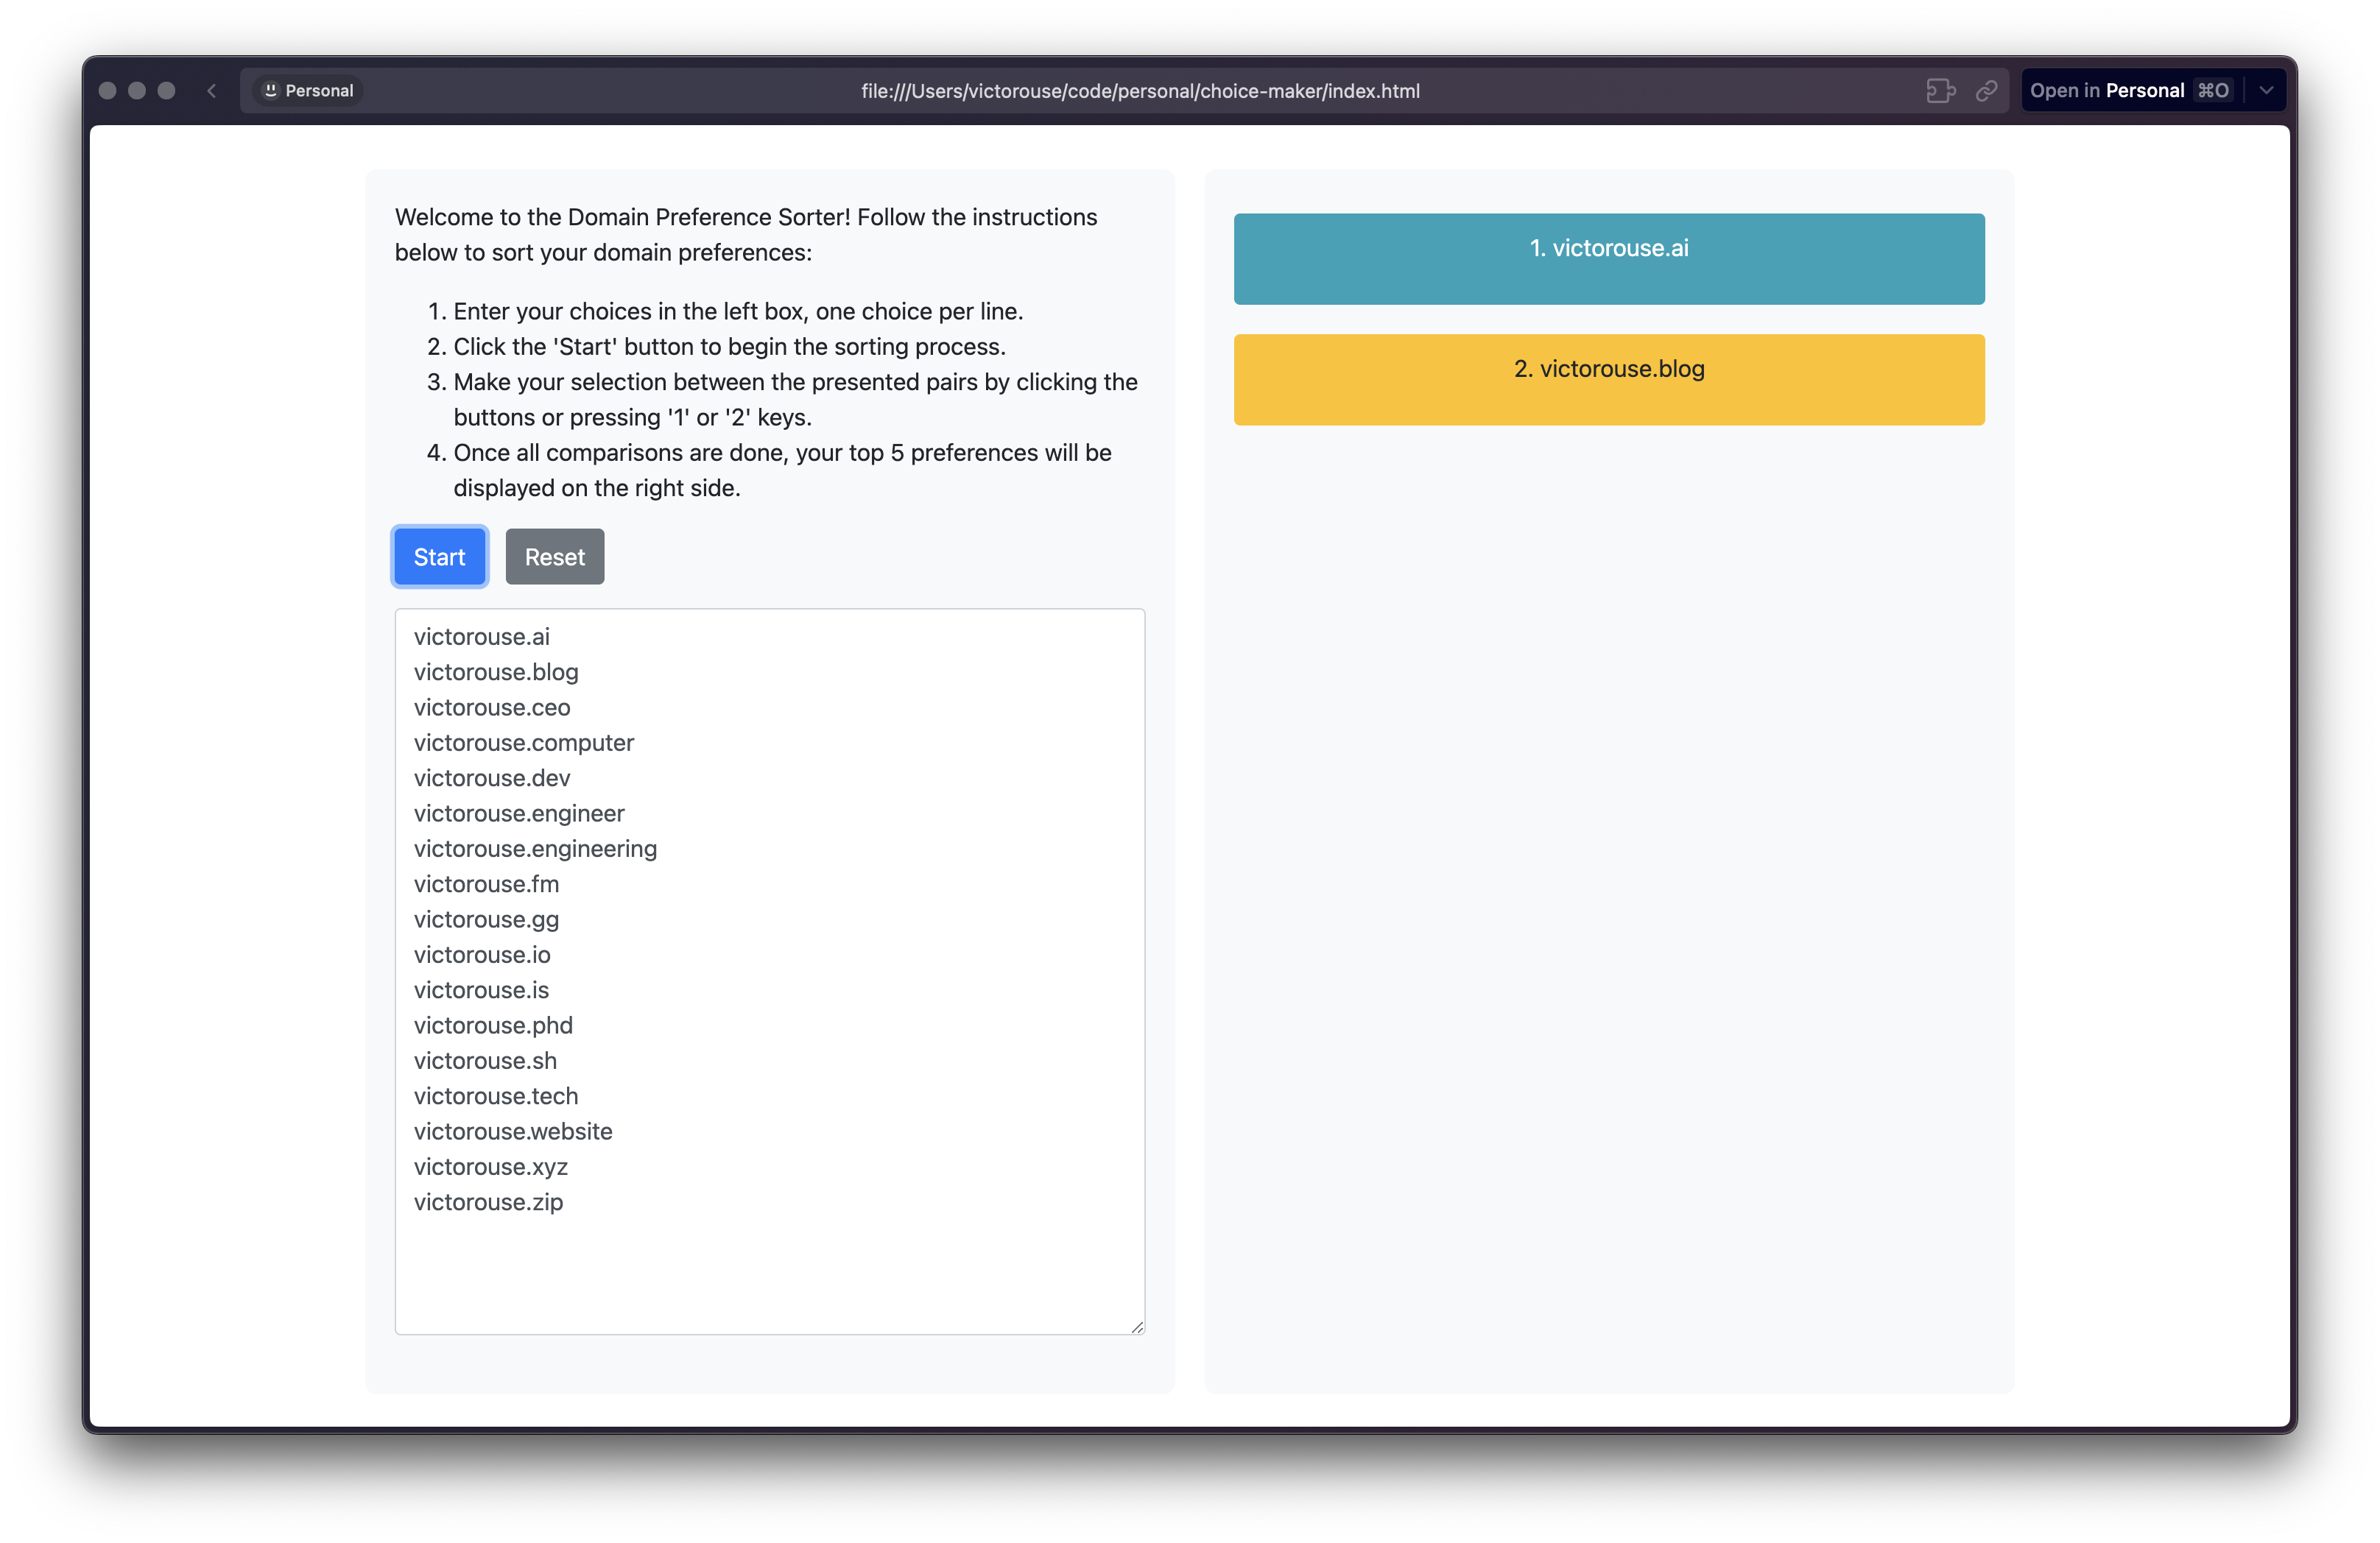 Personal
file:///Users/victorouse/code/personal/choice-maker/index.html
Open in Personal ⌘O
Welcome to the Domain Preference Sorter! Follow the instructions
below to sort your domain preferences:
1. Enter your choices in the left box, one choice per line.
2. Click the 'Start' button to begin the sorting process.
3. Make your selection between the presented pairs by clicking the
buttons or pressing '1' or '2' keys.
4. Once all comparisons are done, your top 5 preferences will be
displayed on the right side.
Start
Reset
victorouse.ai
victorouse.blog
victorouse.ceo
victorouse.computer
victorouse.dev
victorouse.engineer
victorouse.engineering
victorouse.fm
victorouse.gg
victorouse.io
victorouse.is
victorouse.phd
victorouse.sh
victorouse.tech
victorouse.website
victorouse.xyz
victorouse.zip
1. victorouse.ai
2. victorouse.blog